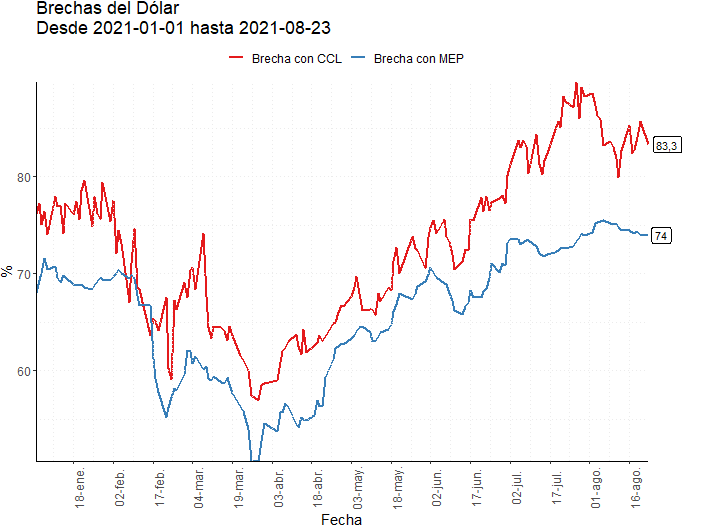 Brechas del Dólar
Desde 2021-01-01 hasta 2021-08-23
Brecha con CCL
Brecha con MEP
%
80
70
60
83,3
74
18-ene.
02-feb.
17-feb.
04-mar.
19-mar.
03-abr.
18-abr.
03-may.
18-may.
02-jun.
17-jun.
02-jul.
17-jul.
01-ago.
16-ago.
Fecha